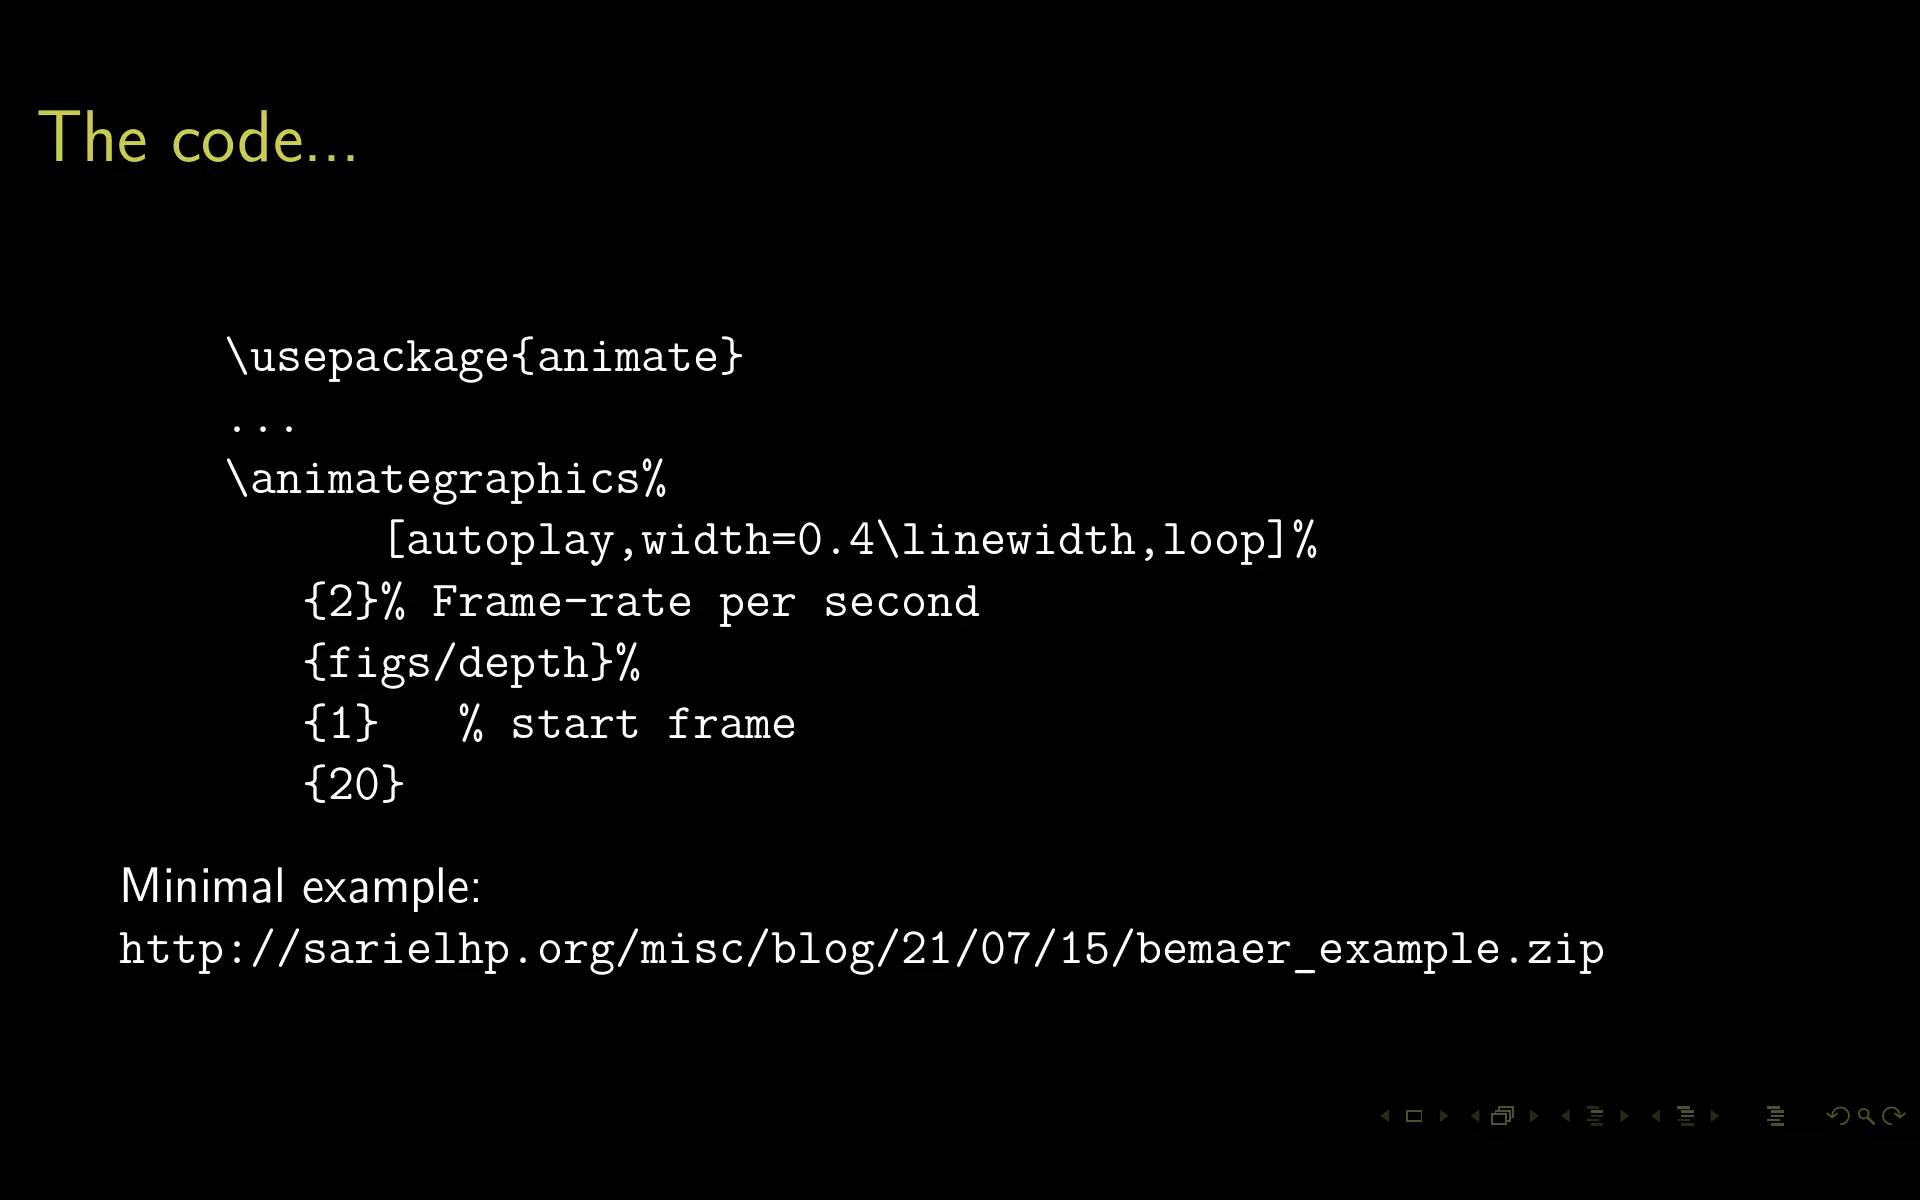 The code...
\usepackage{animate}
...
\animategraphics%
[autoplay,width=0.4\linewidth,loop]%
{2}% Frame-rate per second
{figs/depth}%
{1}   % start frame
{20}
Minimal example:
http://sarielhp.org/misc/blog/21/07/15/bemaer_example.zip